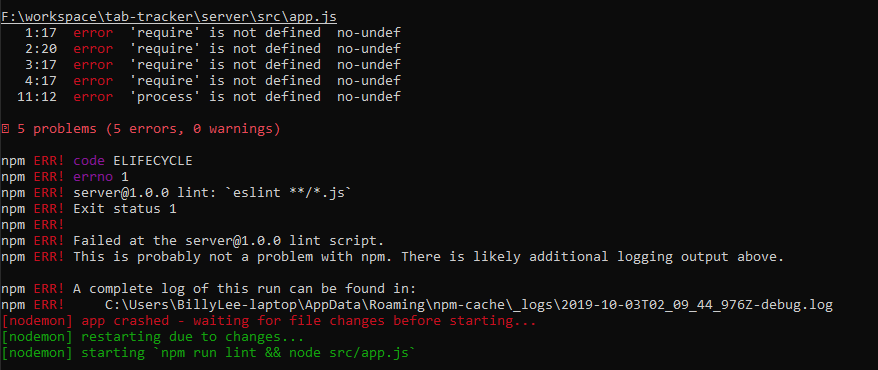 F:\workspace\tab-tracker\server\src\app.js
1:17 error 'require' is not defined no-undef
2:20 error 'require' is not defined no-undef
3:17 error 'require' is not defined no-undef
4:17 error 'require' is not defined no-undef
11:12 error 'process' is not defined no-undef
5 problems (5 errors, 0 warnings)
npm ERR! code ELIFECYCLE
npm ERR! errno 1
npm ERR! server@1.0.0 lint: `eslint **/*.js`
npm ERR! Exit status 1
npm ERR!
npm ERR! Failed at the server@1.0.0 lint script.
npm ERR! This is probably not a problem with npm. There is likely additional logging output above.
npm ERR! A complete log of this run can be found in:
npm ERR! C:\Users\BillyLee-laptop\AppData\Roaming\npm-cache\_logs\2019-10-03T02_09_44_976Z-debug.log
[nodemon] app crashed - waiting for file changes before starting...
[nodemon] restarting due to changes...
[nodemon] starting `npm run lint && node src/app.js`